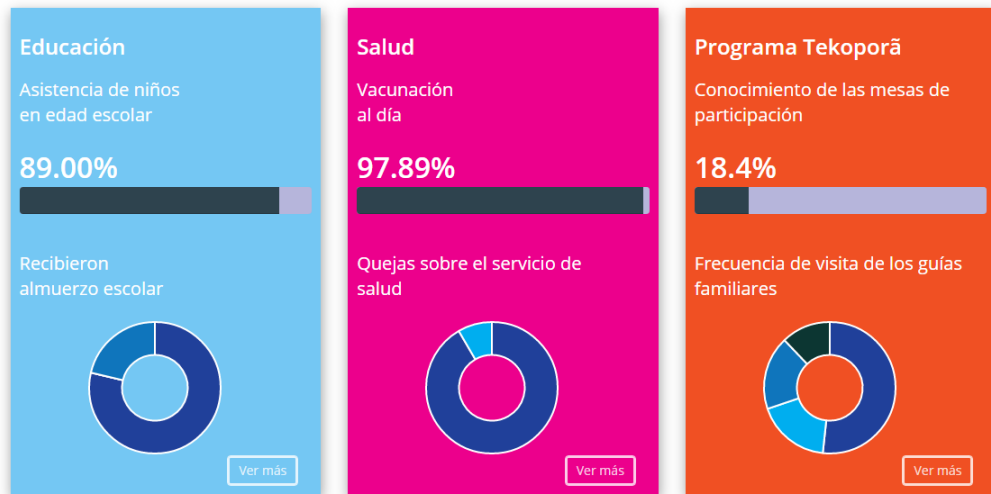 Educación
Asistencia de niños
en edad escolar
89.00%
Recibieron
almuerzo escolar
Ver más
Salud
Vacunación
al día
97.89%
Quejas sobre el servicio de
salud
Ver más
Programa Tekoporã
Conocimiento de las mesas de
participación
18.4%
Frecuencia de visita de los guías
familiares
Ver más